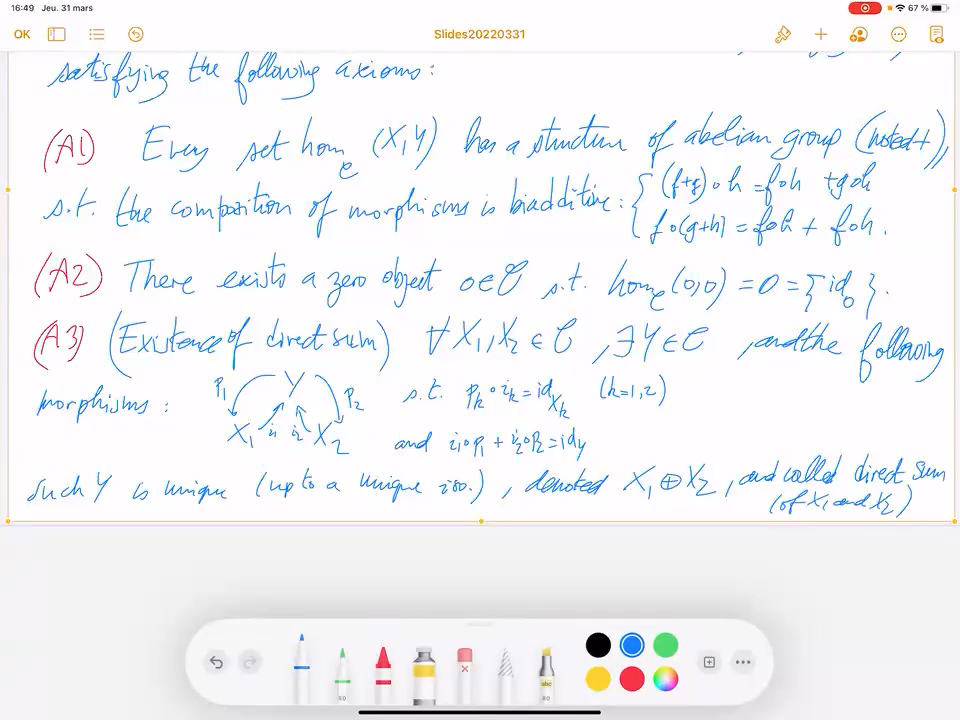 16:49 Jeu. 31 mars 67 %
OK Slides20220331
satisfying the following axioms:
(A1) Every set hom_C (X,Y) has a structure of abelian group (noted +),
s.t. the composition of morphisms is biadditive: { (f+g)∘h = f∘h + g∘h
f∘(g+h) = f∘h + f∘h.
(A2) There exists a zero object 0∈C s.t. hom_C (0,0) = 0 = {id_0}.
(A3) (Existence of direct sum) ∀ X1, X2 ∈ C, ∃ Y ∈ C, and the following
morphisms: P1 Y P2 s.t. p_k∘i_k = id_{X_k} (k=1,2)
X1 i1 i2 X2 and i1∘p1 + i2∘p2 = id_Y
such Y is unique (up to a unique iso.), denoted X1 ⊕ X2, and called direct sum
(of X1 and X2)